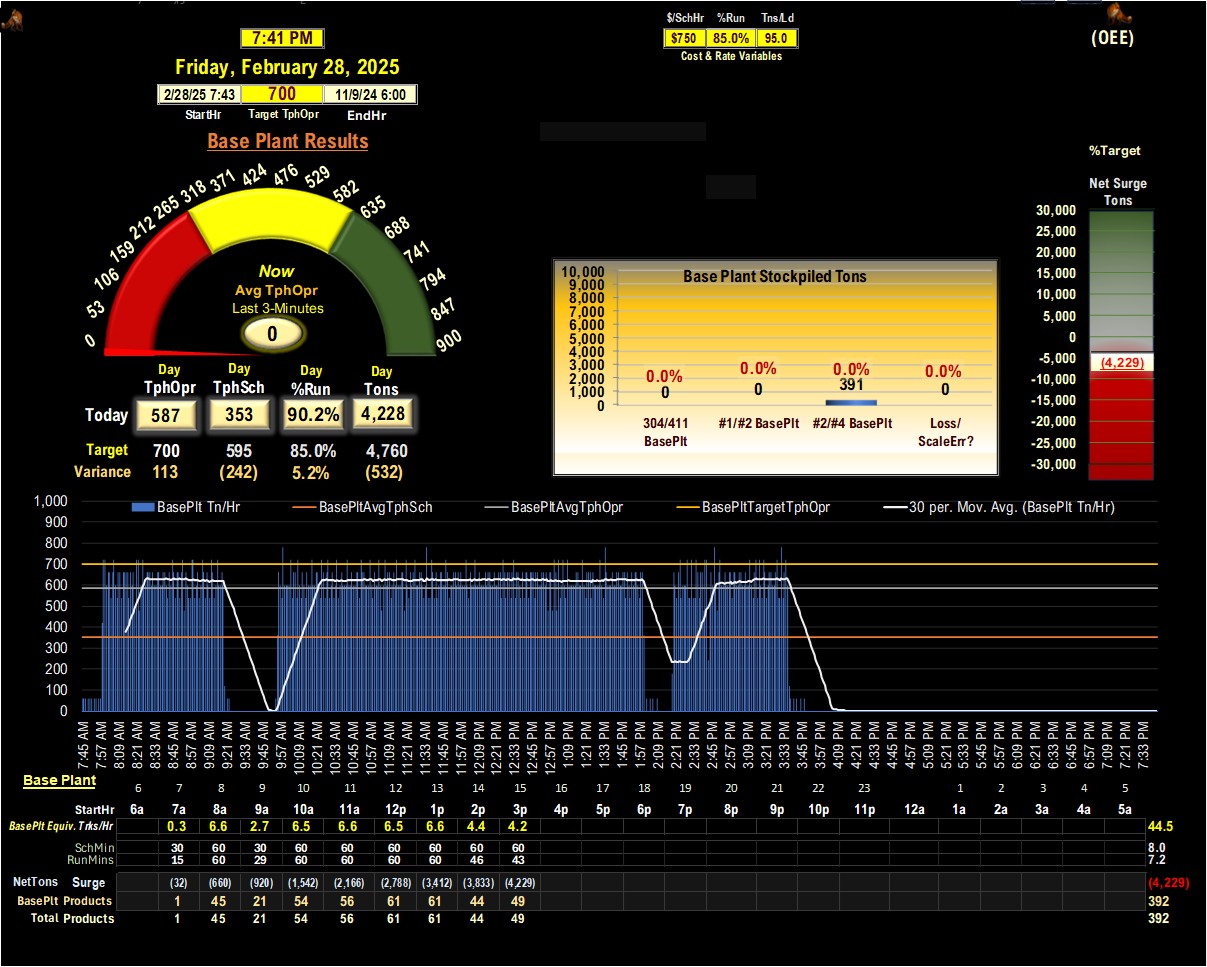 $/SchHr %Run Tns/Ld
$750 85.0% 95.0
Cost & Rate Variables
(OEE)
7:41 PM
Friday, February 28, 2025
2/28/25 7:43 700 11/9/24 6:00
StartHr Target TphOpr EndHr
Base Plant Results
0 53 106 159 212 265 318 371 424 476 529 582 635 688 741 794 847 900
Now
Avg TphOpr
Last 3-Minutes
0
Day Day Day Day
TphOpr TphSch %Run Tons
Today 587 353 90.2% 4,228
Target 700 595 85.0% 4,760
Variance 113 (242) 5.2% (532)
Base Plant Stockpiled Tons
10,000
9,000
8,000
7,000
6,000
5,000
4,000
3,000
2,000
1,000
0
0.0% 0.0% 0.0% 0.0%
0 0 391 0
304/411 BasePlt
#1/#2 BasePlt
#2/#4 BasePlt
Loss/ ScaleErr?
%Target
Net Surge
Tons
30,000
25,000
20,000
15,000
10,000
5,000
0
-5,000
-10,000
-15,000
-20,000
-25,000
-30,000
(4,229)
BasePlt Tn/Hr BasePltAvgTphSch BasePltAvgTphOpr BasePltTargetTphOpr 30 per. Mov. Avg. (BasePlt Tn/Hr)
1,000
900
800
700
600
500
400
300
200
100
0
7:45 AM 7:57 AM 8:09 AM 8:21 AM 8:33 AM 8:45 AM 8:57 AM 9:09 AM 9:21 AM 9:33 AM 9:45 AM 9:57 AM 10:09 AM 10:21 AM 10:33 AM 10:45 AM 10:57 AM 11:09 AM 11:21 AM 11:33 AM 11:45 AM 11:57 AM 12:09 PM 12:21 PM 12:33 PM 12:45 PM 12:57 PM 1:09 PM 1:21 PM 1:33 PM 1:45 PM 1:57 PM 2:09 PM 2:21 PM 2:33 PM 2:45 PM 2:57 PM 3:09 PM 3:21 PM 3:33 PM 3:45 PM 3:57 PM 4:09 PM 4:21 PM 4:33 PM 4:45 PM 4:57 PM 5:09 PM 5:21 PM 5:33 PM 5:45 PM 5:57 PM 6:09 PM 6:21 PM 6:33 PM 6:45 PM 6:57 PM 7:09 PM 7:21 PM 7:33 PM
Base Plant
6 7 8 9 10 11 12 13 14 15 16 17 18 19 20 21 22 23 1 2 3 4 5
StartHr 6a 7a 8a 9a 10a 11a 12p 1p 2p 3p 4p 5p 6p 7p 8p 9p 10p 11p 12a 1a 2a 3a 4a 5a
BasePlt Equiv. Trks/Hr 0.3 6.6 2.7 6.5 6.6 6.5 6.6 4.4 4.2 44.5
SchMin 30 60 30 60 60 60 60 60 60 8.0
RunMins 15 60 29 60 60 60 60 46 43 7.2
NetTons Surge (32) (660) (920) (1,542) (2,166) (2,788) (3,412) (3,833) (4,229) (4,229)
BasePlt Products 1 45 21 54 56 61 61 44 49 392
Total Products 1 45 21 54 56 61 61 44 49 392